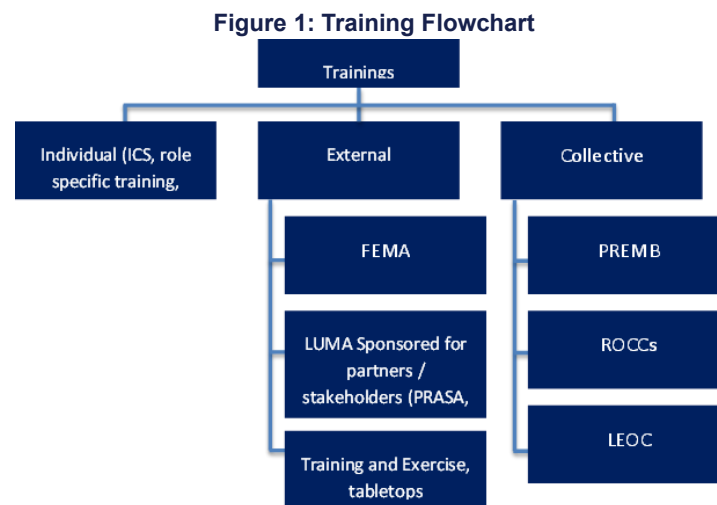 Figure 1: Training Flowchart
Trainings
Individual (ICS, role
specific training,
External
Collective
FEMA
PREMB
LUMA Sponsored for
partners /
stakeholders (PRASA,
ROCCs
Training and Exercise,
tabletops
LEOC